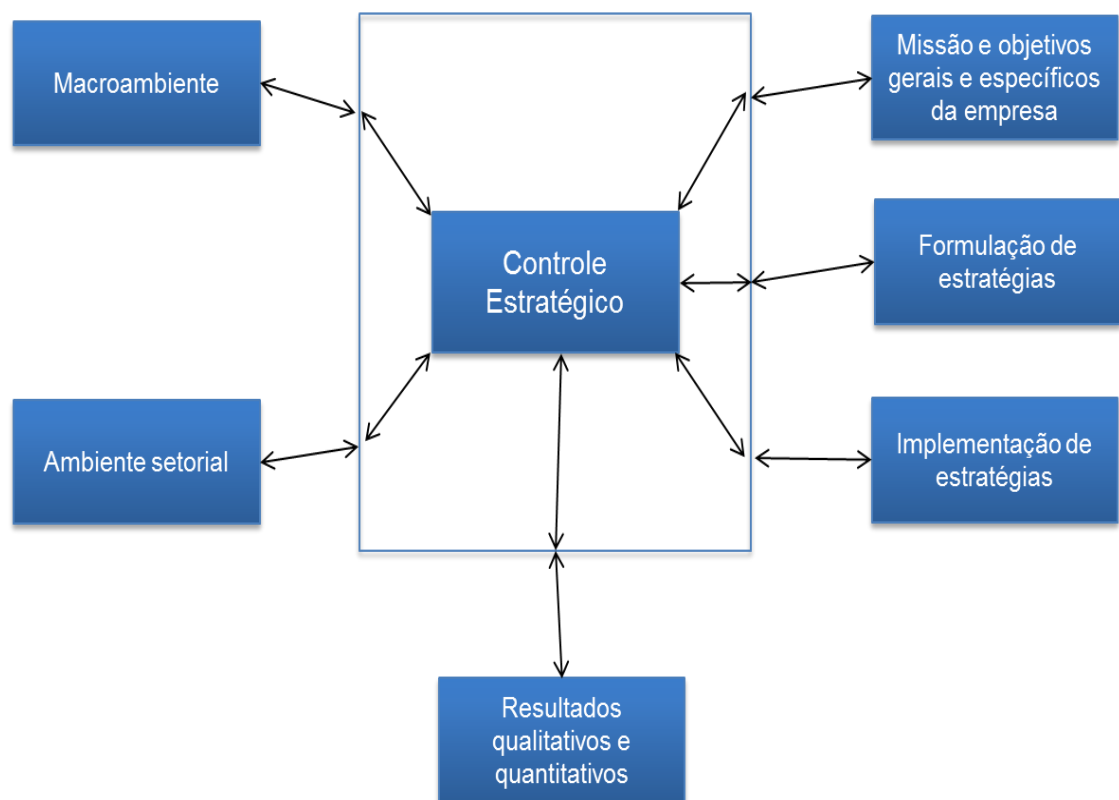 Macroambiente
Missão e objetivos
gerais e específicos
da empresa
Controle
Estratégico
Formulação de
estratégias
Ambiente setorial
Implementação de
estratégias
Resultados
qualitativos e
quantitativos